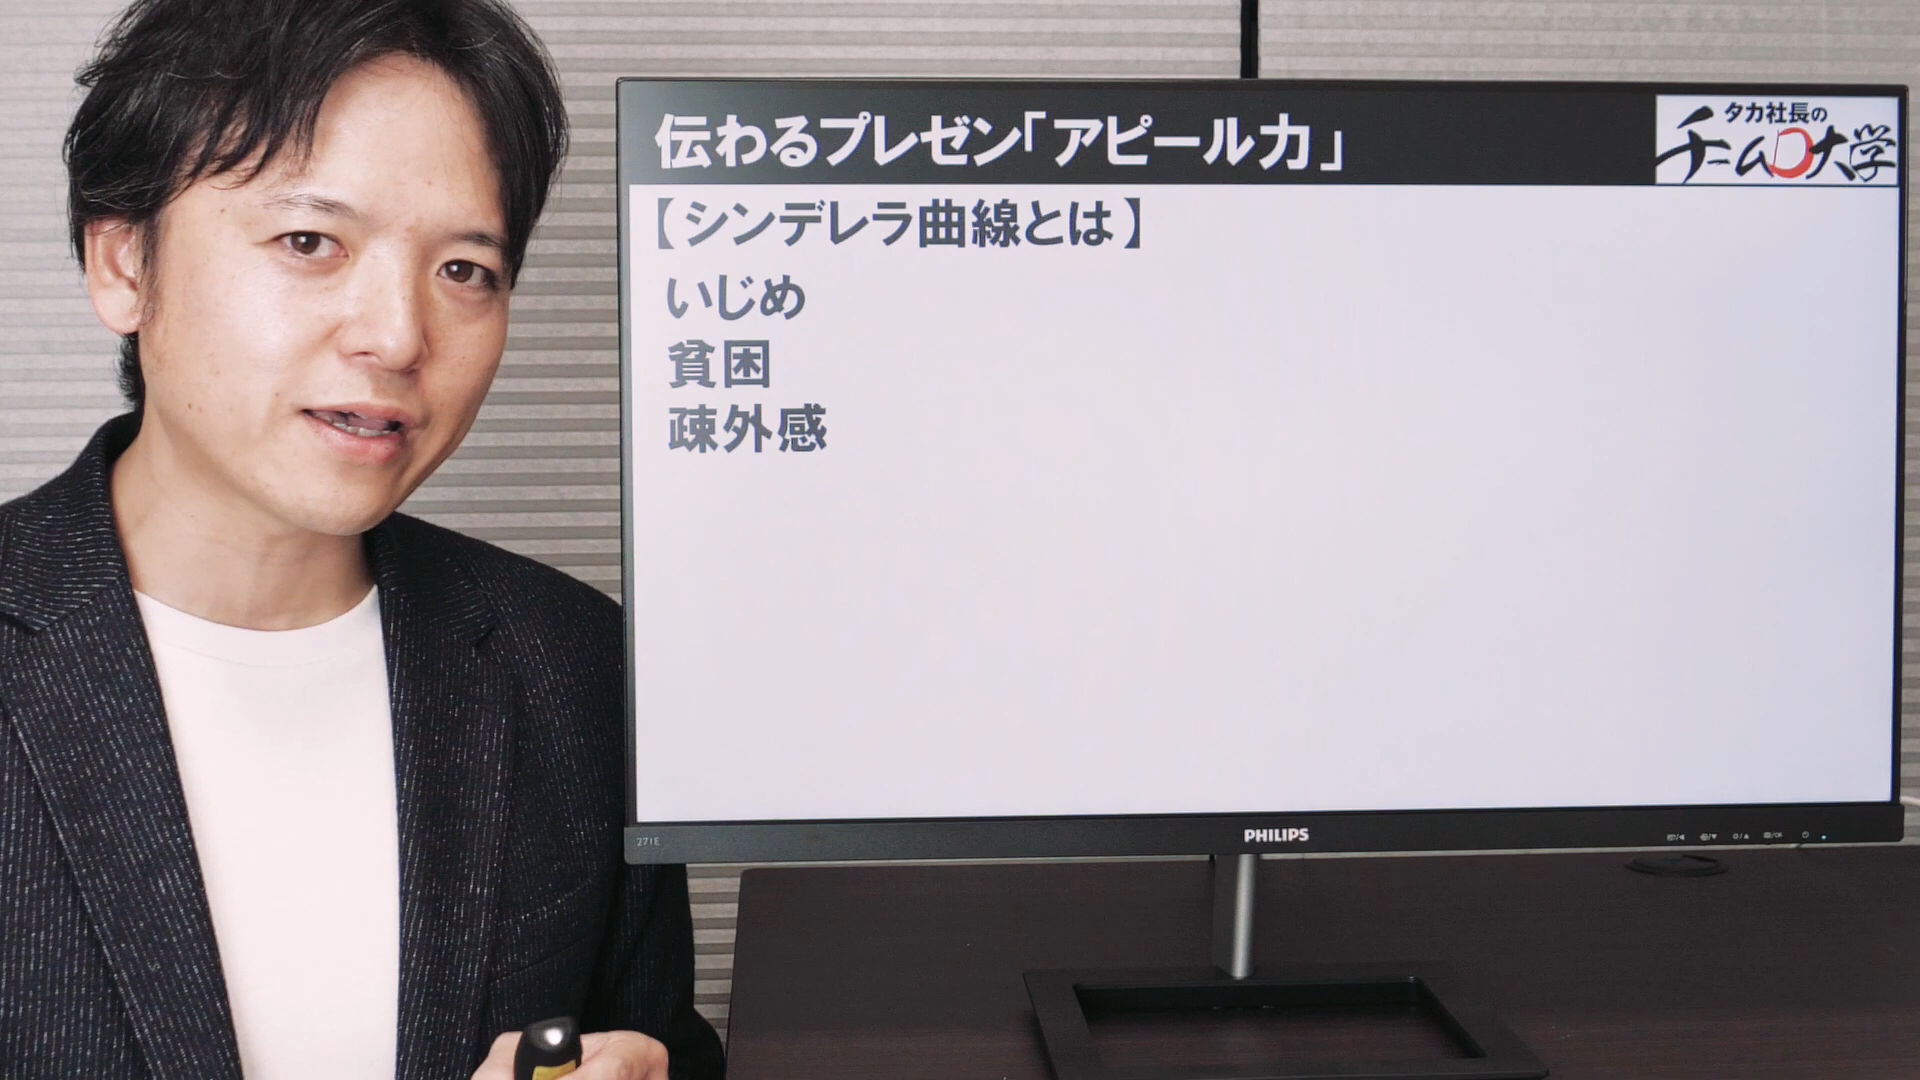 伝わるプレゼン「アピール力」
タカ社長の
チームD大学
【シンデレラ曲線とは】
いじめ
貧困
疎外感
271E
PHILIPS